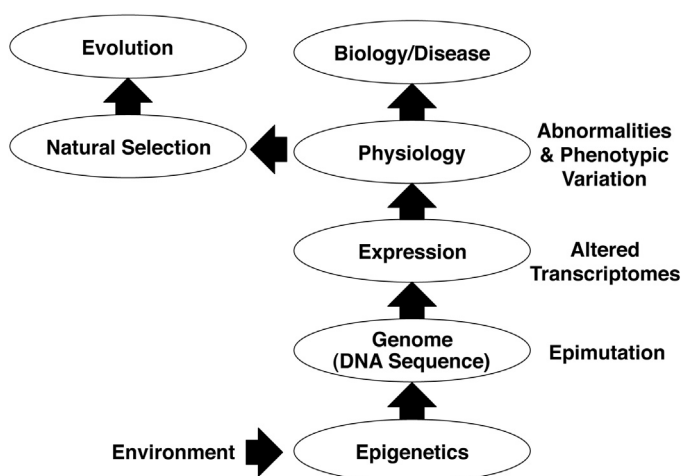 Evolution
Biology/Disease
Natural Selection
Physiology
Abnormalities
& Phenotypic
Variation
Expression
Altered
Transcriptomes
Genome
(DNA Sequence)
Epimutation
Environment
Epigenetics